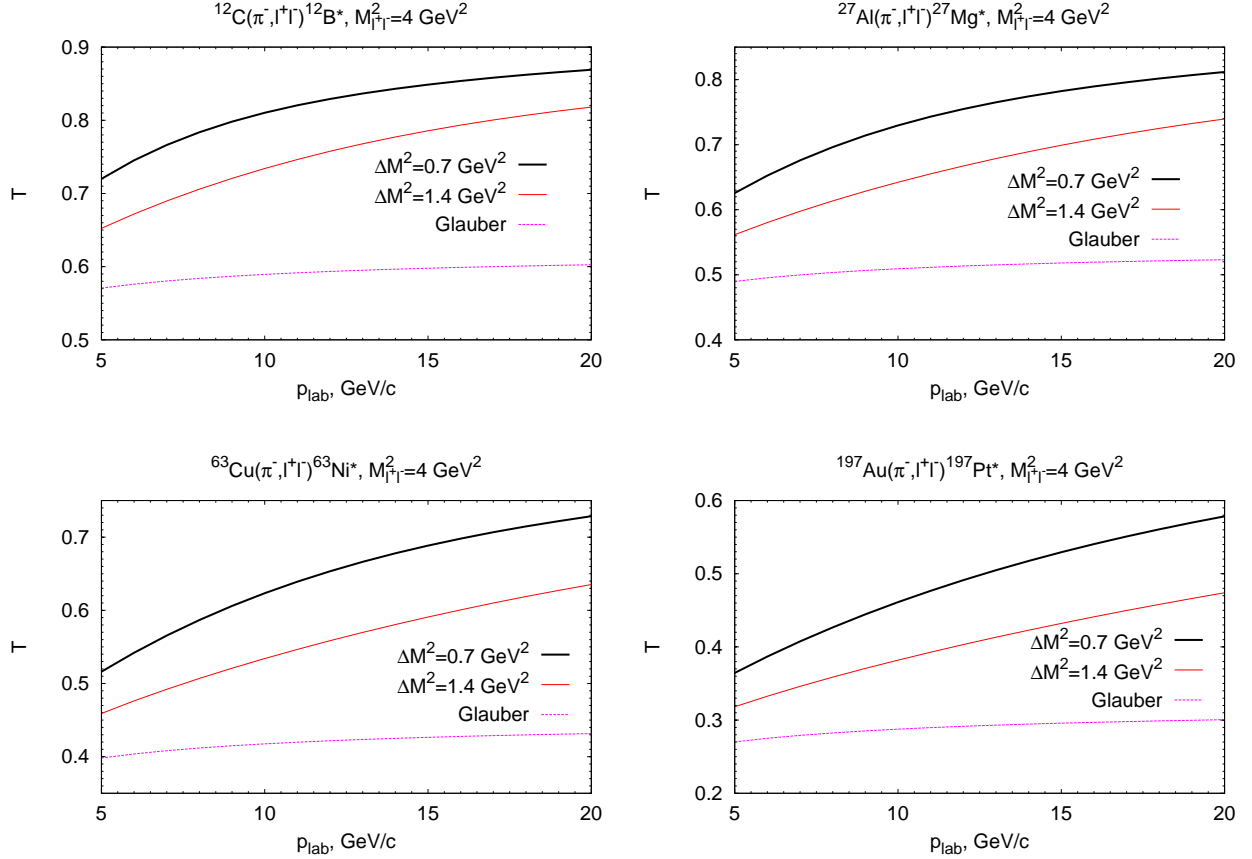 ¹²C(π⁻,l⁺l⁻)¹²B*, M²ₗ⁺ₗ⁻=4 GeV²
0.9
0.8
0.7
0.6
0.5
T
ΔM²=0.7 GeV²
ΔM²=1.4 GeV²
Glauber
5 10 15 20
p_lab, GeV/c
²⁷Al(π⁻,l⁺l⁻)²⁷Mg*, M²ₗ⁺ₗ⁻=4 GeV²
0.8
0.7
0.6
0.5
0.4
T
ΔM²=0.7 GeV²
ΔM²=1.4 GeV²
Glauber
5 10 15 20
p_lab, GeV/c
⁶³Cu(π⁻,l⁺l⁻)⁶³Ni*, M²ₗ⁺ₗ⁻=4 GeV²
0.7
0.6
0.5
0.4
T
ΔM²=0.7 GeV²
ΔM²=1.4 GeV²
Glauber
5 10 15 20
p_lab, GeV/c
¹⁹⁷Au(π⁻,l⁺l⁻)¹⁹⁷Pt*, M²ₗ⁺ₗ⁻=4 GeV²
0.6
0.5
0.4
0.3
0.2
T
ΔM²=0.7 GeV²
ΔM²=1.4 GeV²
Glauber
5 10 15 20
p_lab, GeV/c